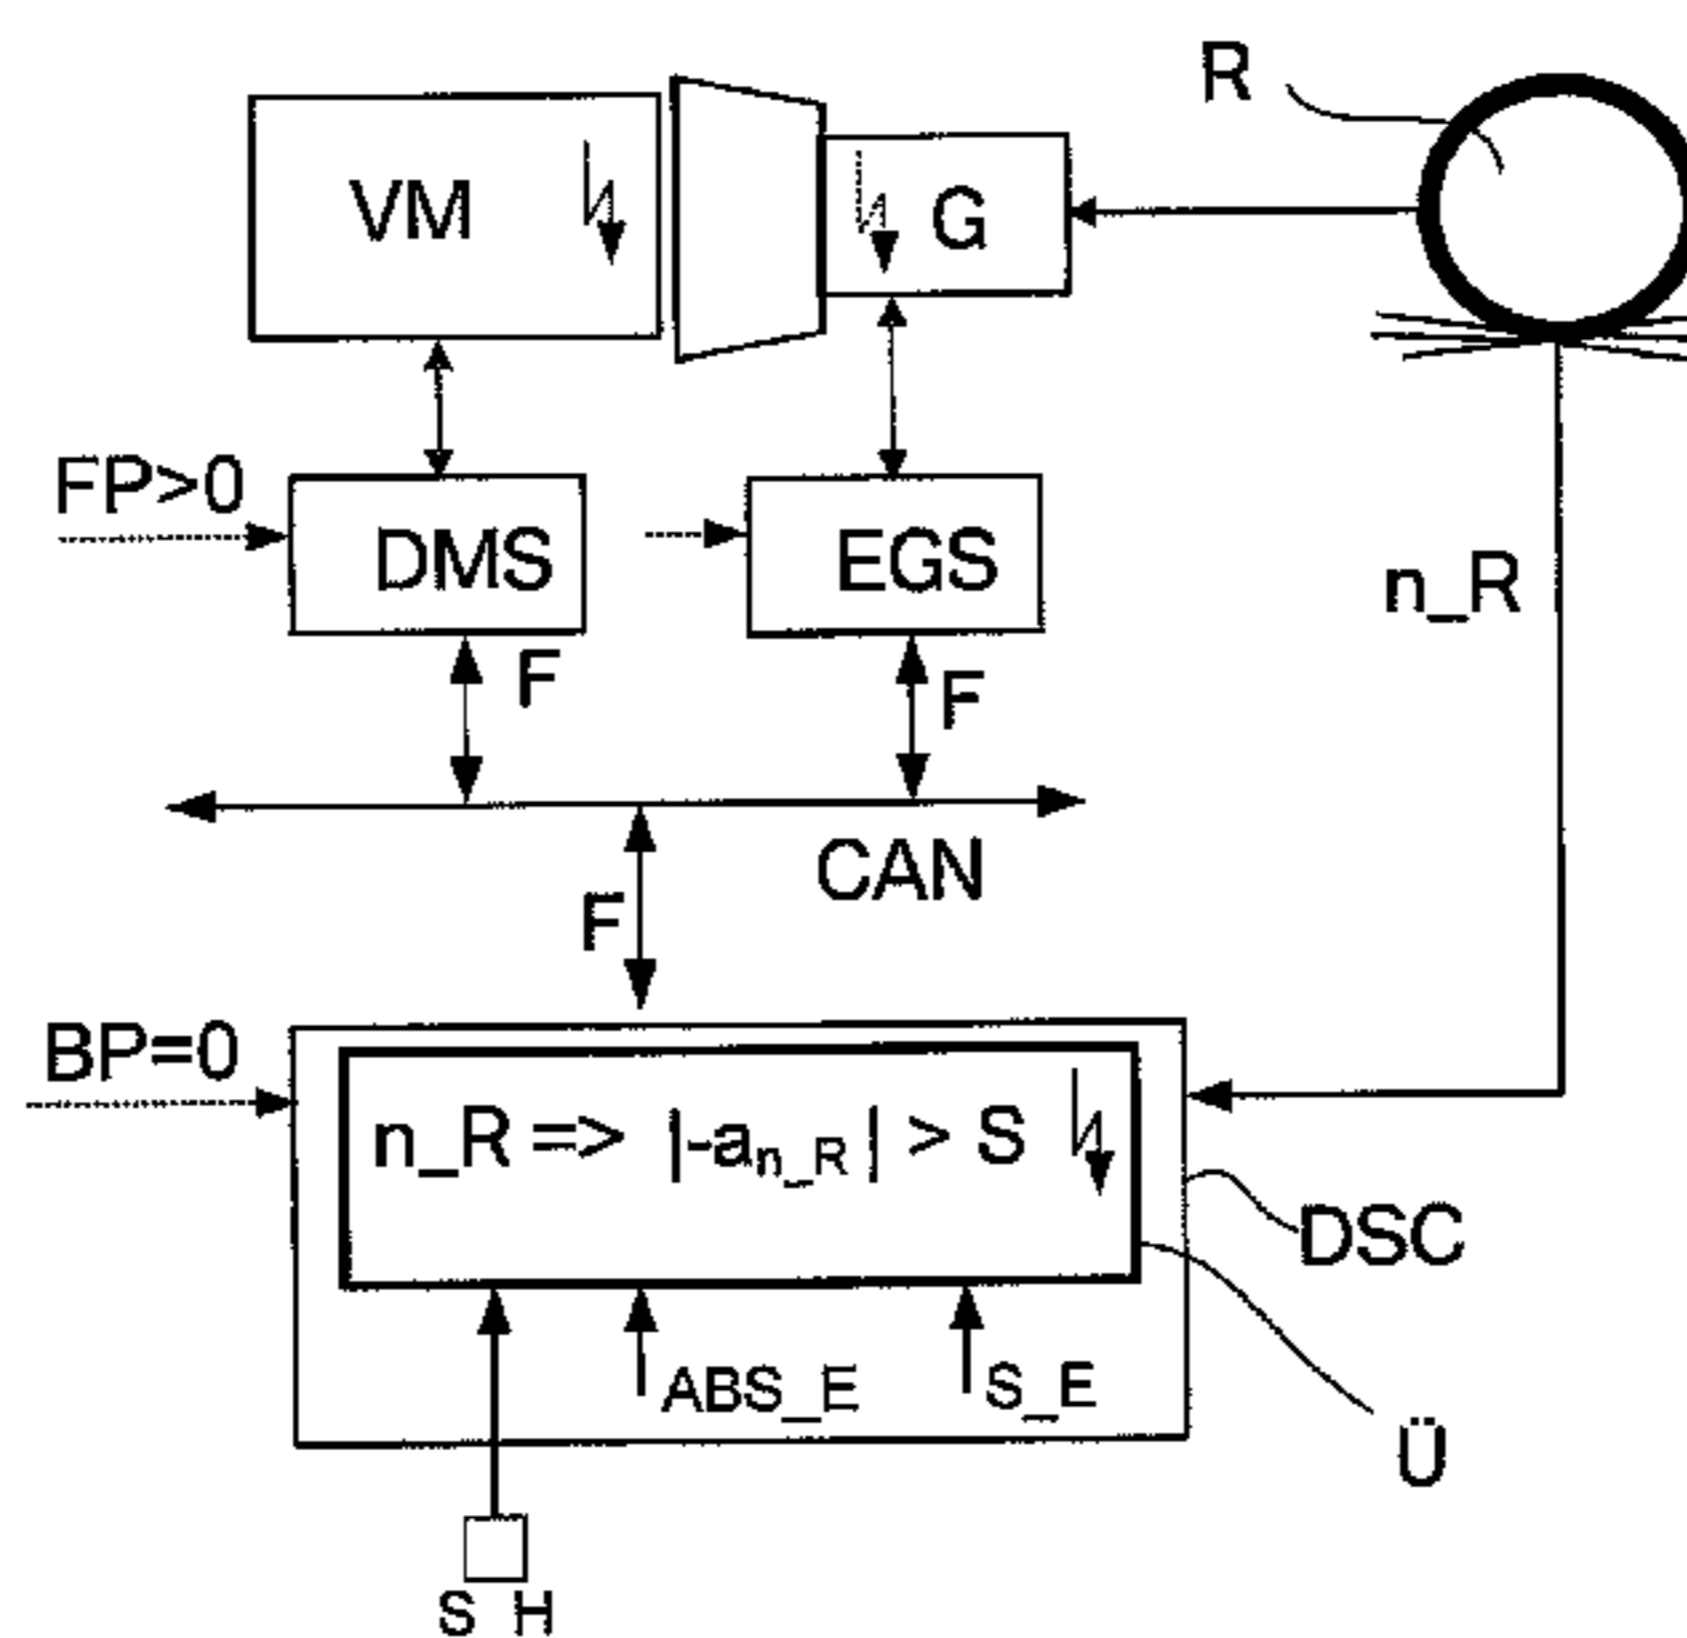 R
VM
G
FP>0
DMS
EGS
n_R
F
F
CAN
F
BP=0
n_R => |-an_R| > S
DSC
ABS_E
S_E
Ü
S H